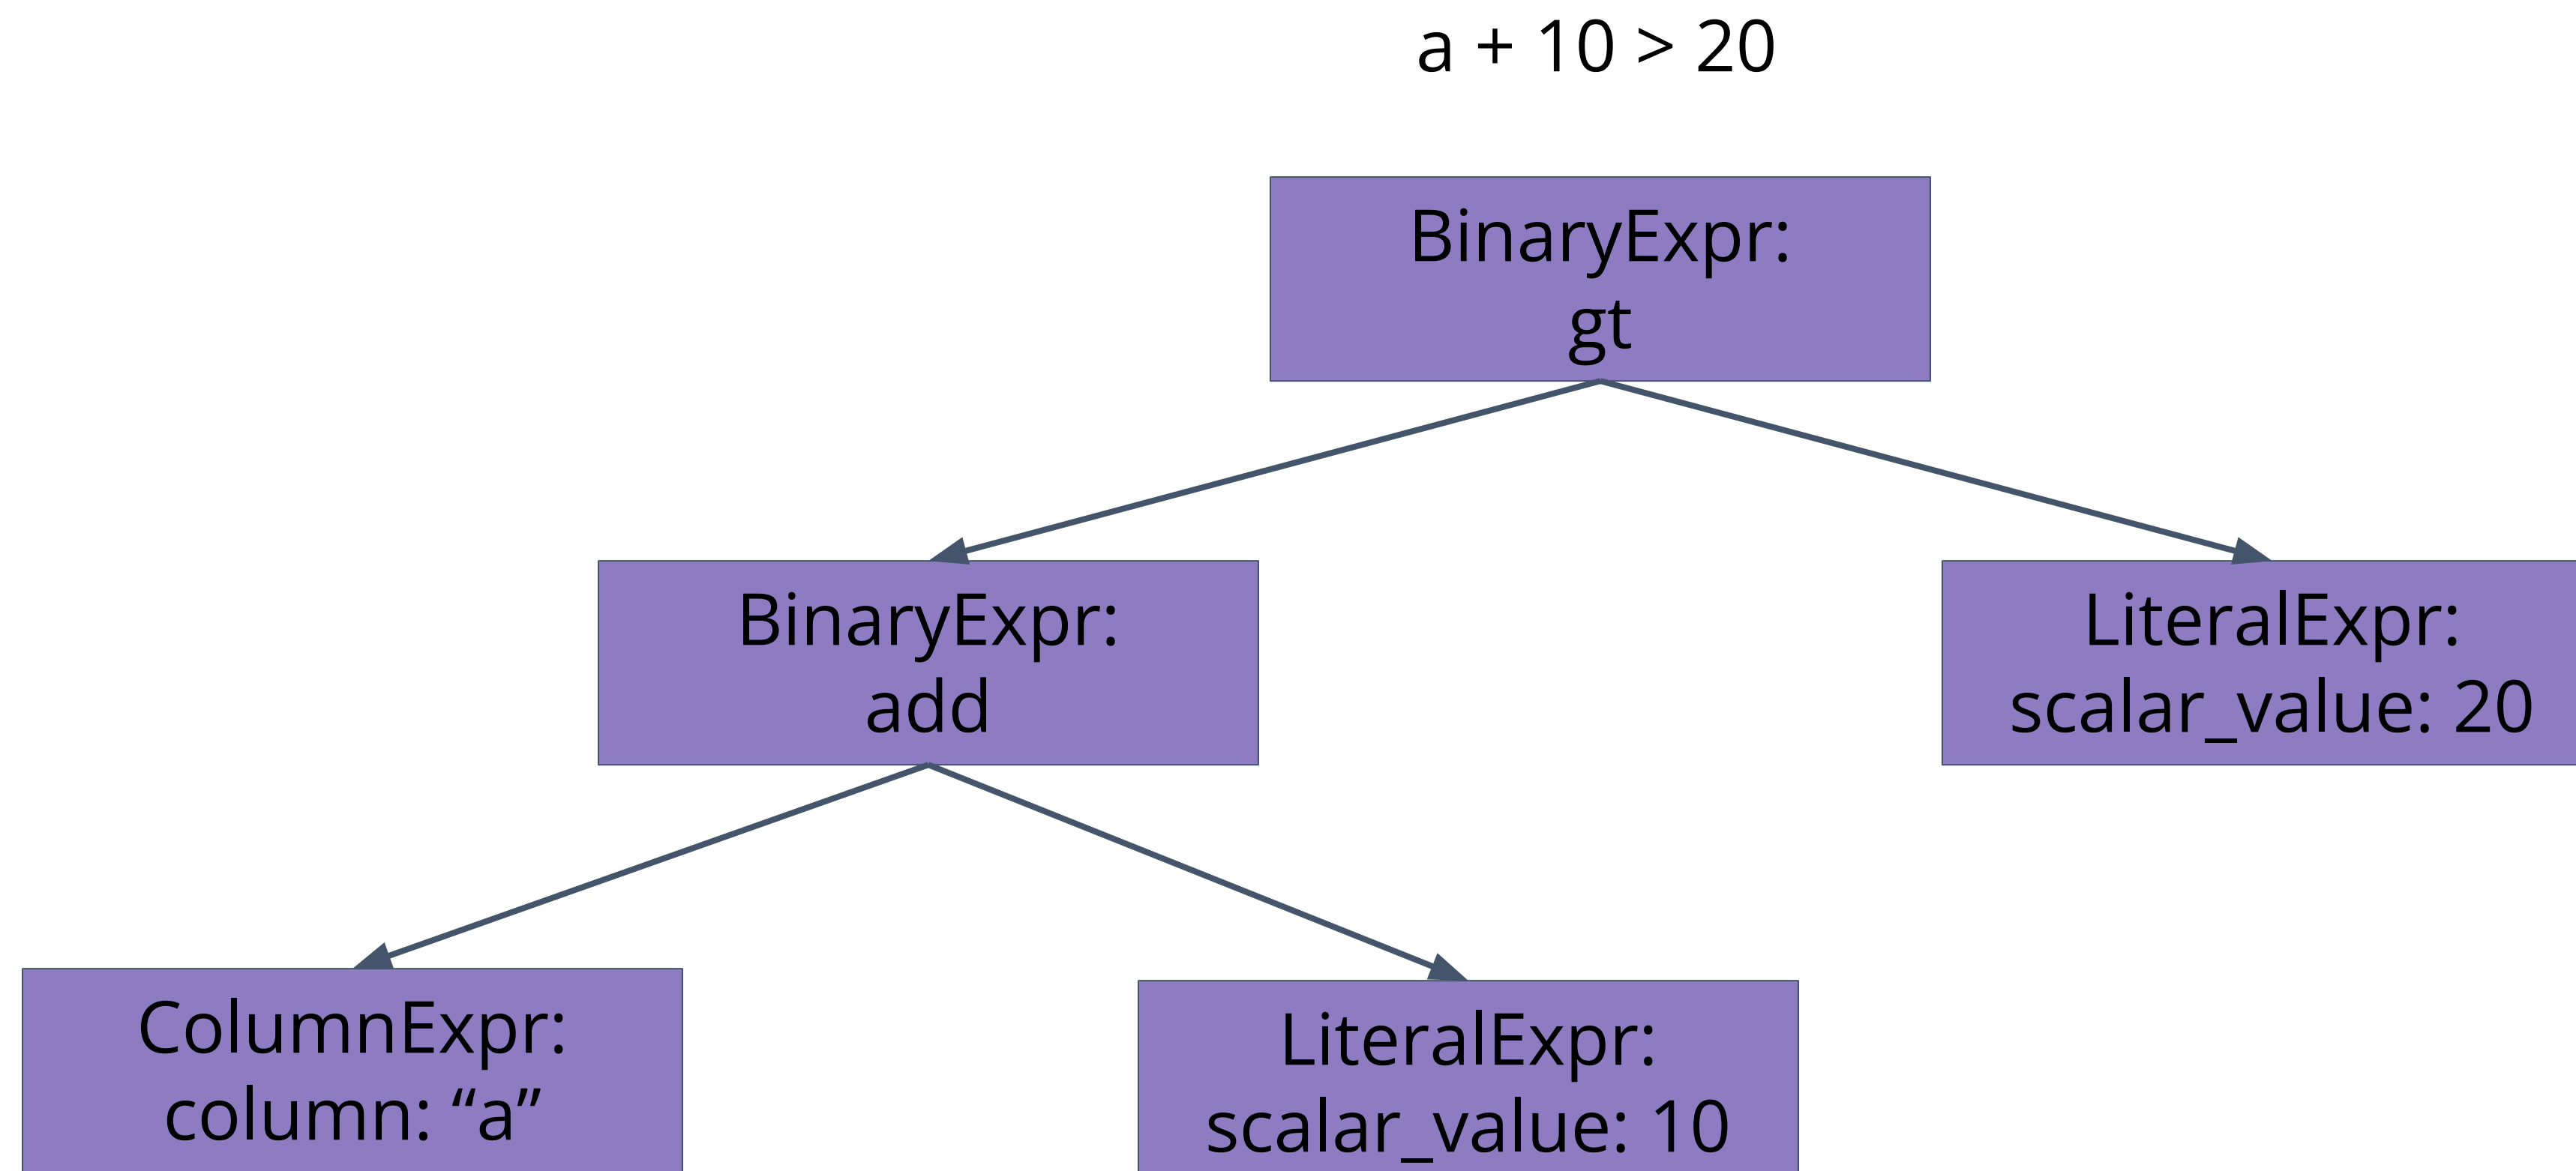 a + 10 > 20
BinaryExpr:
gt
BinaryExpr:
add
LiteralExpr:
scalar_value: 20
ColumnExpr:
column: “a”
LiteralExpr:
scalar_value: 10